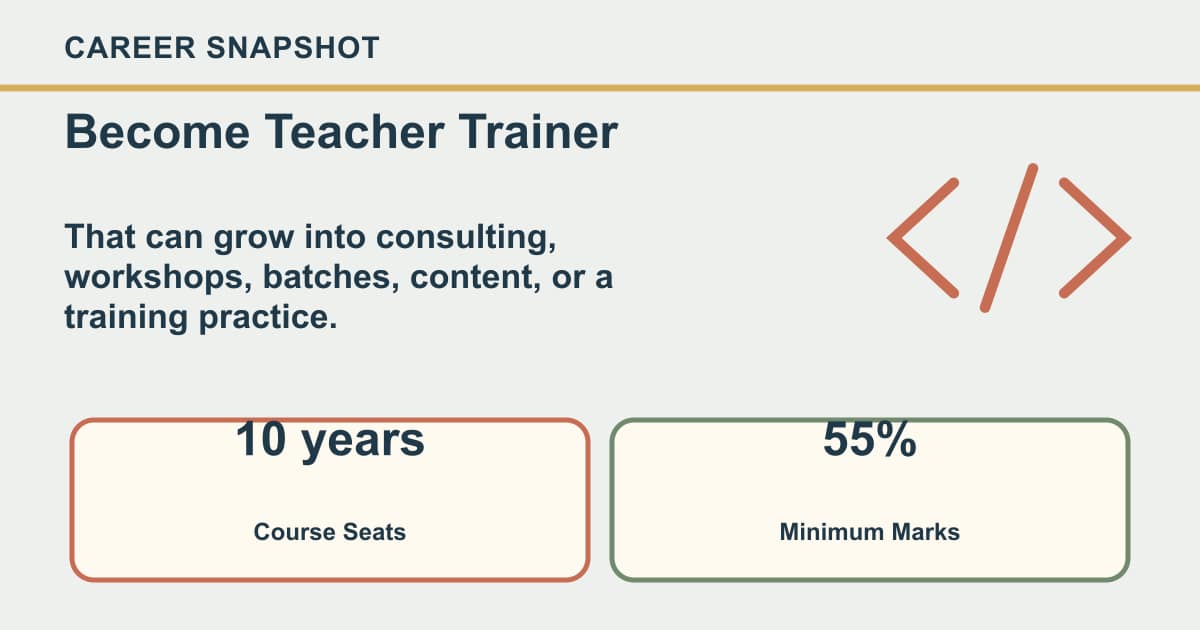 CAREER SNAPSHOT
Become Teacher Trainer
That can grow into consulting,
workshops, batches, content, or a
training practice.
10 years
Course Seats
55%
Minimum Marks